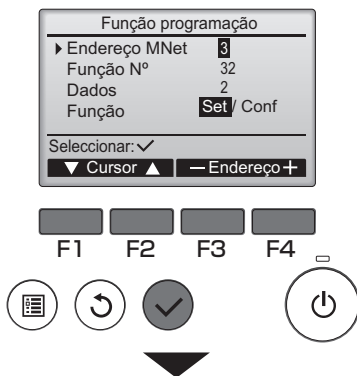 Função programação
Endereço MNet 3
Função Nº 32
Dados 2
Função Set / Conf
Seleccionar: ✓
▼ Cursor ▲ − Endereço +
F1 F2 F3 F4